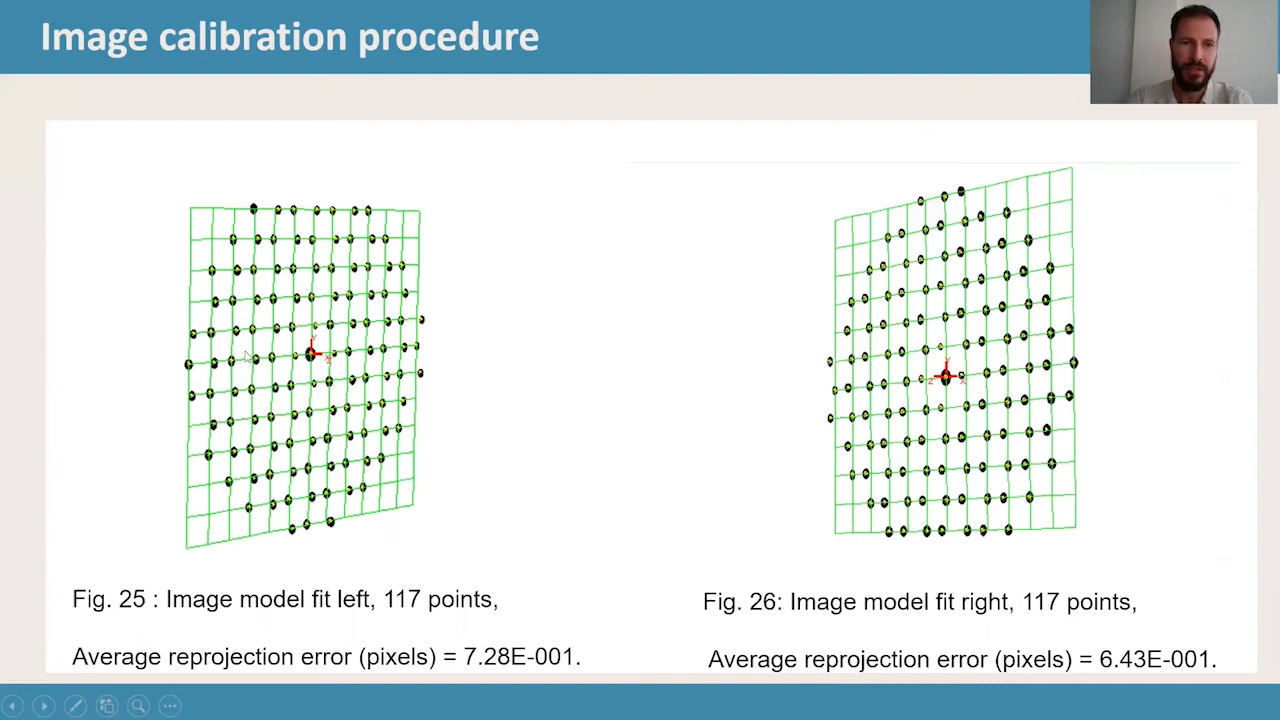 Image calibration procedure
Y
X
Z
Y
Z
X
Fig. 25 : Image model fit left, 117 points,
Average reprojection error (pixels) = 7.28E-001.
Fig. 26: Image model fit right, 117 points,
Average reprojection error (pixels) = 6.43E-001.